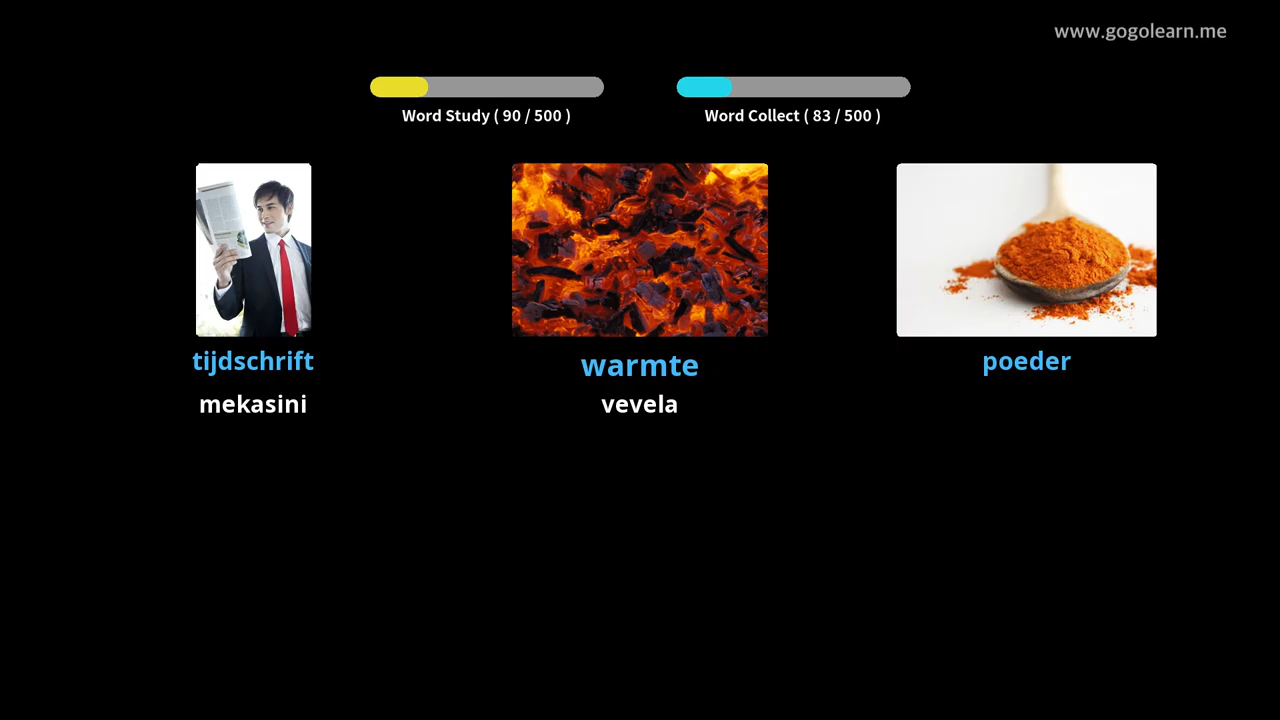 www.gogolearn.me
Word Study ( 90 / 500 )
Word Collect ( 83 / 500 )
tijdschrift
warmte
poeder
mekasini
vevela